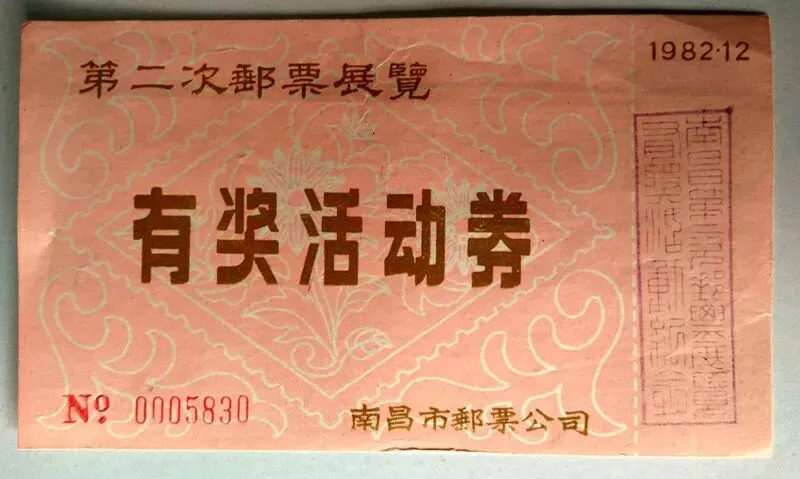 第二次郵票展覽
1982·12
有奖活动券
№ 0005830
南昌市郵票公司